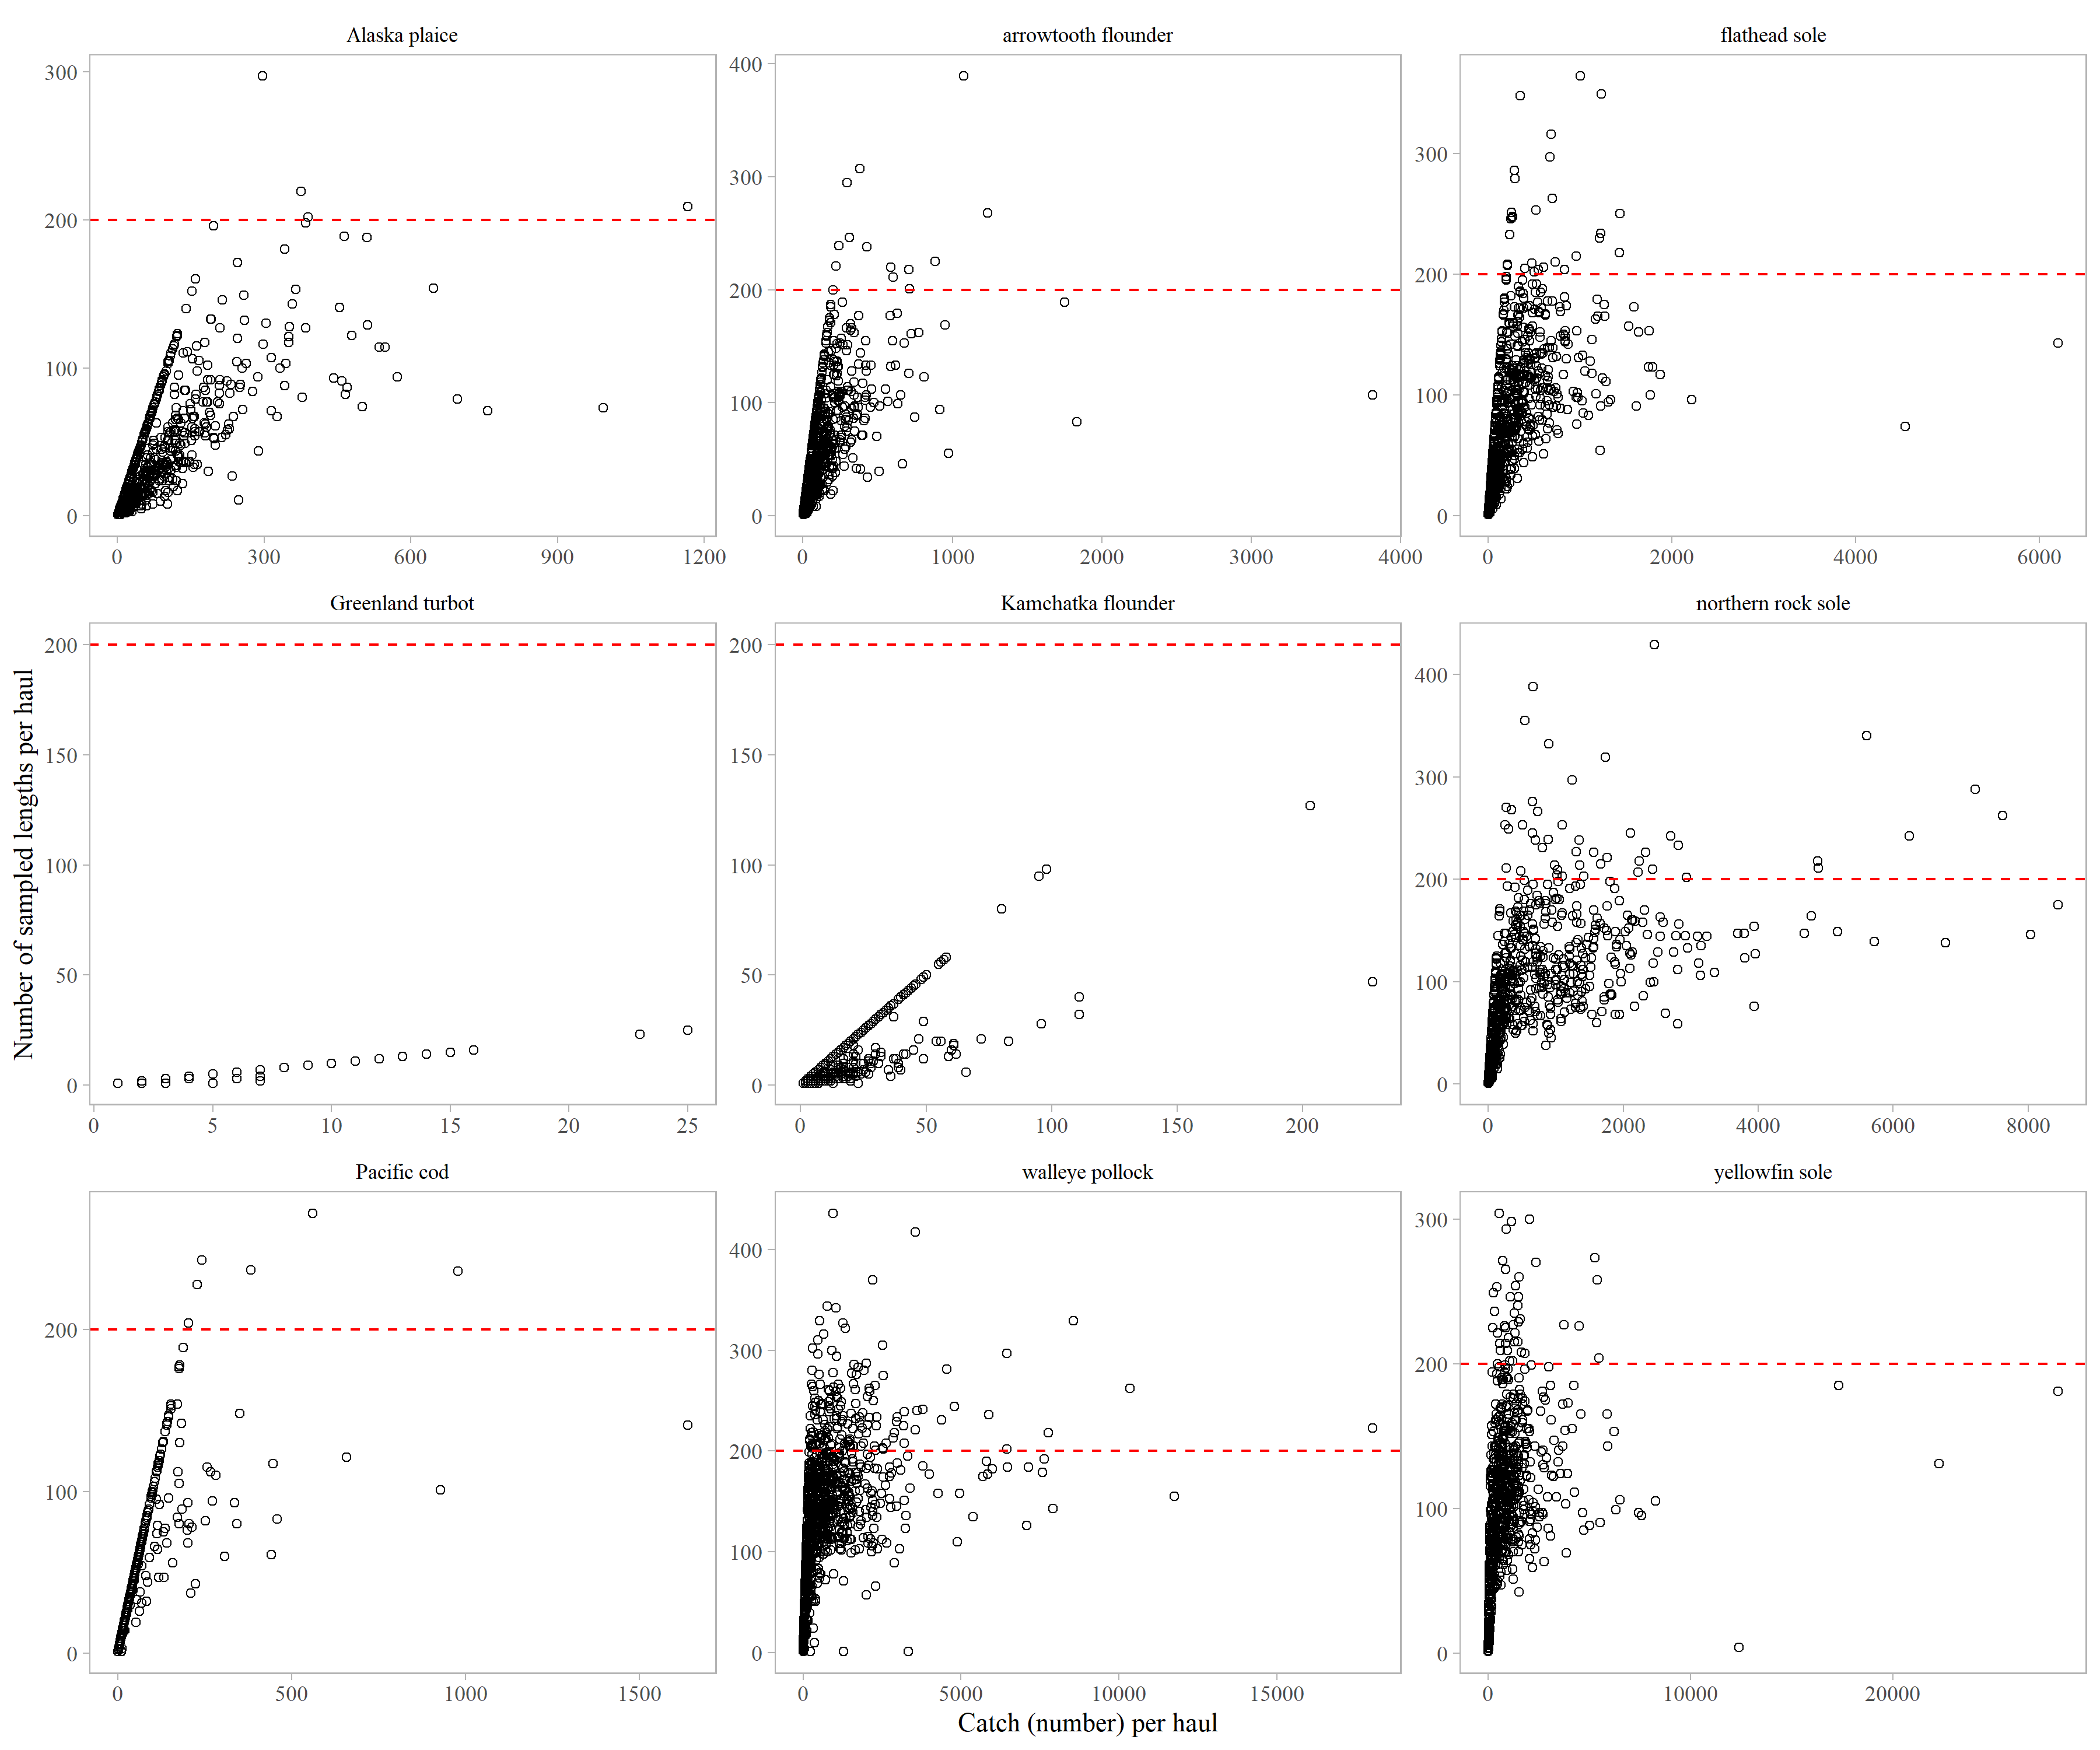 Alaska plaice
arrowtooth flounder
flathead sole
300
200
100
0
0 300 600 900 1200
400
300
200
100
0
0 1000 2000 3000 4000
300
200
100
0
0 2000 4000 6000
Number of sampled lengths per haul
Greenland turbot
Kamchatka flounder
northern rock sole
200
150
100
50
0
0 5 10 15 20 25
200
150
100
50
0
0 50 100 150 200
400
300
200
100
0
0 2000 4000 6000 8000
Pacific cod
walleye pollock
yellowfin sole
200
100
0
0 500 1000 1500
400
300
200
100
0
0 5000 10000 15000
300
200
100
0
0 10000 20000
Catch (number) per haul